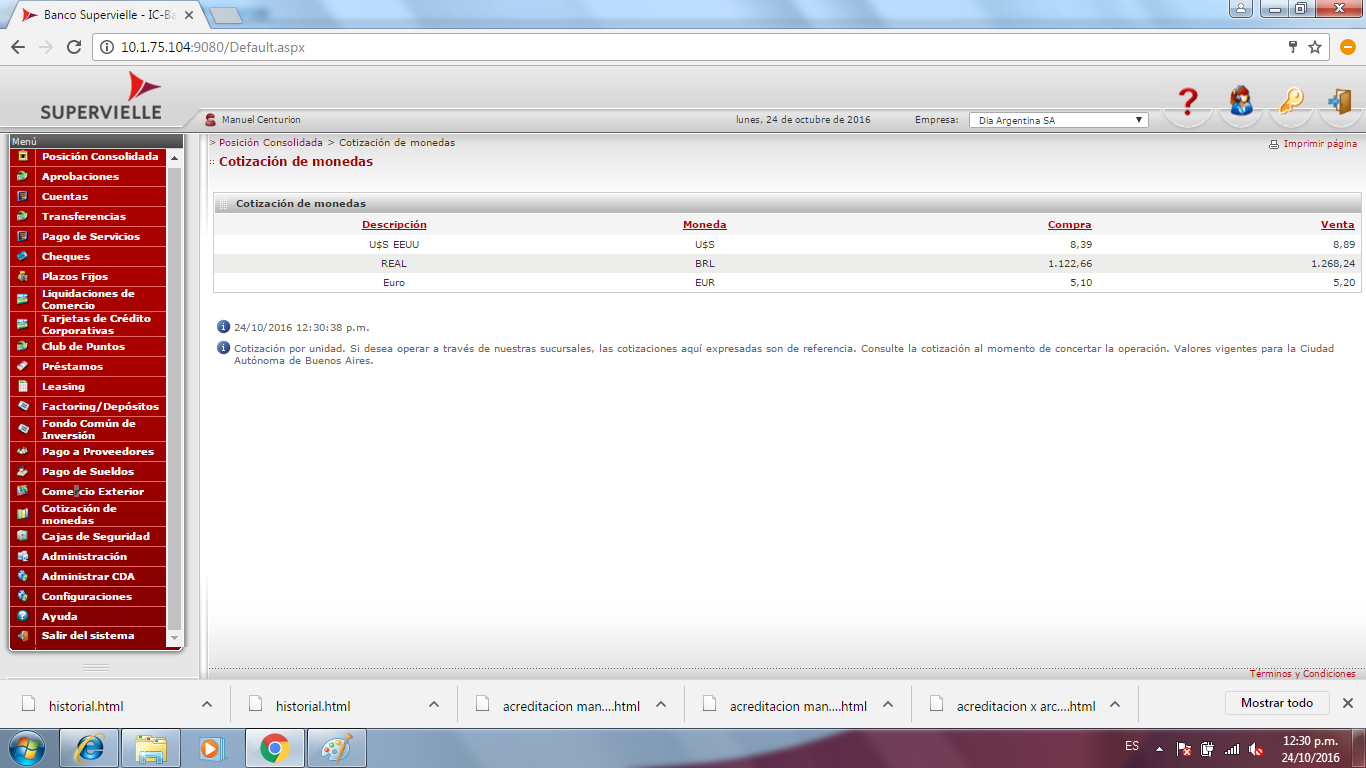 Banco Supervielle - IC-Ba
10.1.75.104:9080/Default.aspx
SUPERVIELLE
Manuel Centurion
lunes, 24 de octubre de 2016
Empresa:
Dia Argentina SA
Menú
Posición Consolidada
Aprobaciones
Cuentas
Transferencias
Pago de Servicios
Cheques
Plazos Fijos
Liquidaciones de
Comercio
Tarjetas de Crédito
Corporativas
Club de Puntos
Préstamos
Leasing
Factoring/Depósitos
Fondo Común de
Inversión
Pago a Proveedores
Pago de Sueldos
Comercio Exterior
Cotización de
monedas
Cajas de Seguridad
Administración
Administrar CDA
Configuraciones
Ayuda
Salir del sistema
> Posición Consolidada > Cotización de monedas
Imprimir página
Cotización de monedas
Cotización de monedas
Descripción Moneda Compra Venta
U$S EEUU U$S 8,39 8,89
REAL BRL 1.122,66 1.268,24
Euro EUR 5,10 5,20
24/10/2016 12:30:38 p.m.
Cotización por unidad. Si desea operar a través de nuestras sucursales, las cotizaciones aquí expresadas son de referencia. Consulte la cotización al momento de concertar la operación. Valores vigentes para la Ciudad
Autónoma de Buenos Aires.
Términos y Condiciones
historial.html
historial.html
acreditacion man....html
acreditacion man....html
acreditacion x arc....html
Mostrar todo
ES
12:30 p.m.
24/10/2016